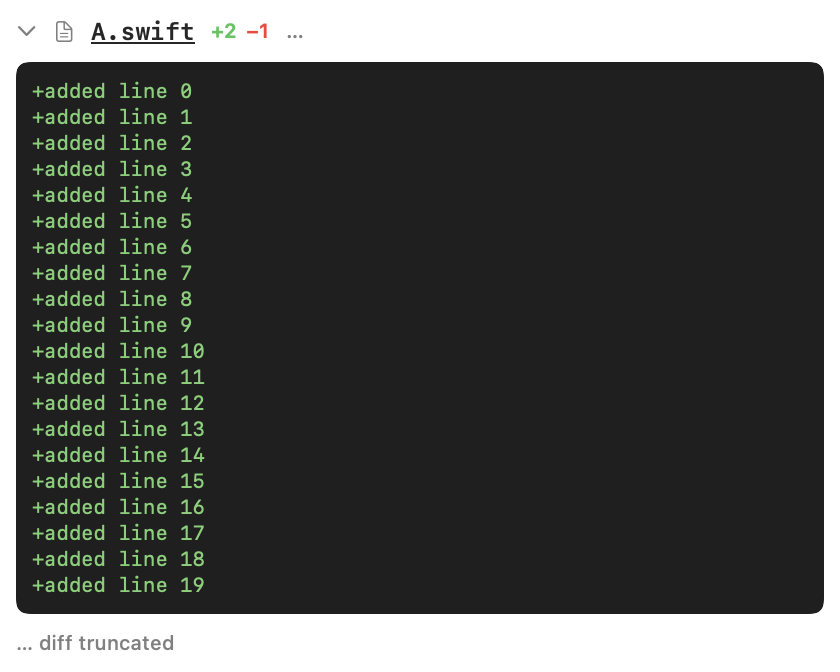 A.swift +2 −1 ...
+added line 0
+added line 1
+added line 2
+added line 3
+added line 4
+added line 5
+added line 6
+added line 7
+added line 8
+added line 9
+added line 10
+added line 11
+added line 12
+added line 13
+added line 14
+added line 15
+added line 16
+added line 17
+added line 18
+added line 19
... diff truncated